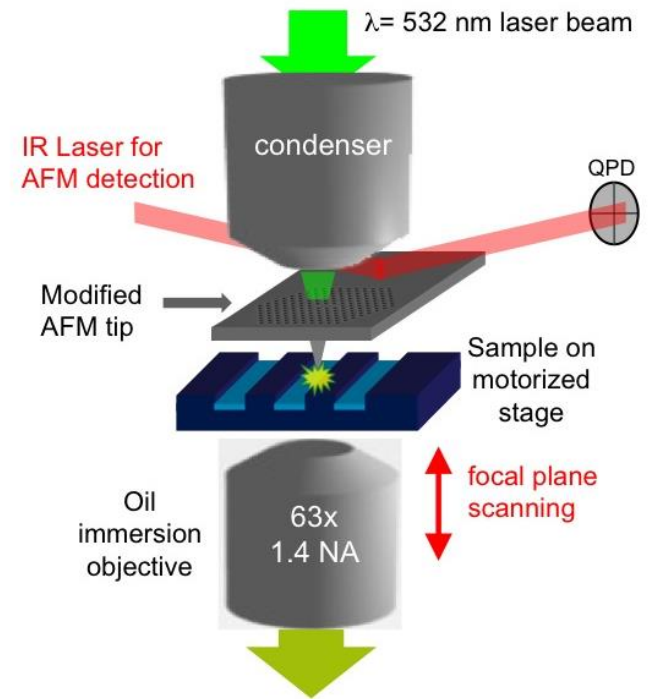 λ= 532 nm laser beam
condenser
IR Laser for
AFM detection
QPD
Modified
AFM tip
Sample on
motorized
stage
Oil
immersion
objective
63x
1.4 NA
focal plane
scanning